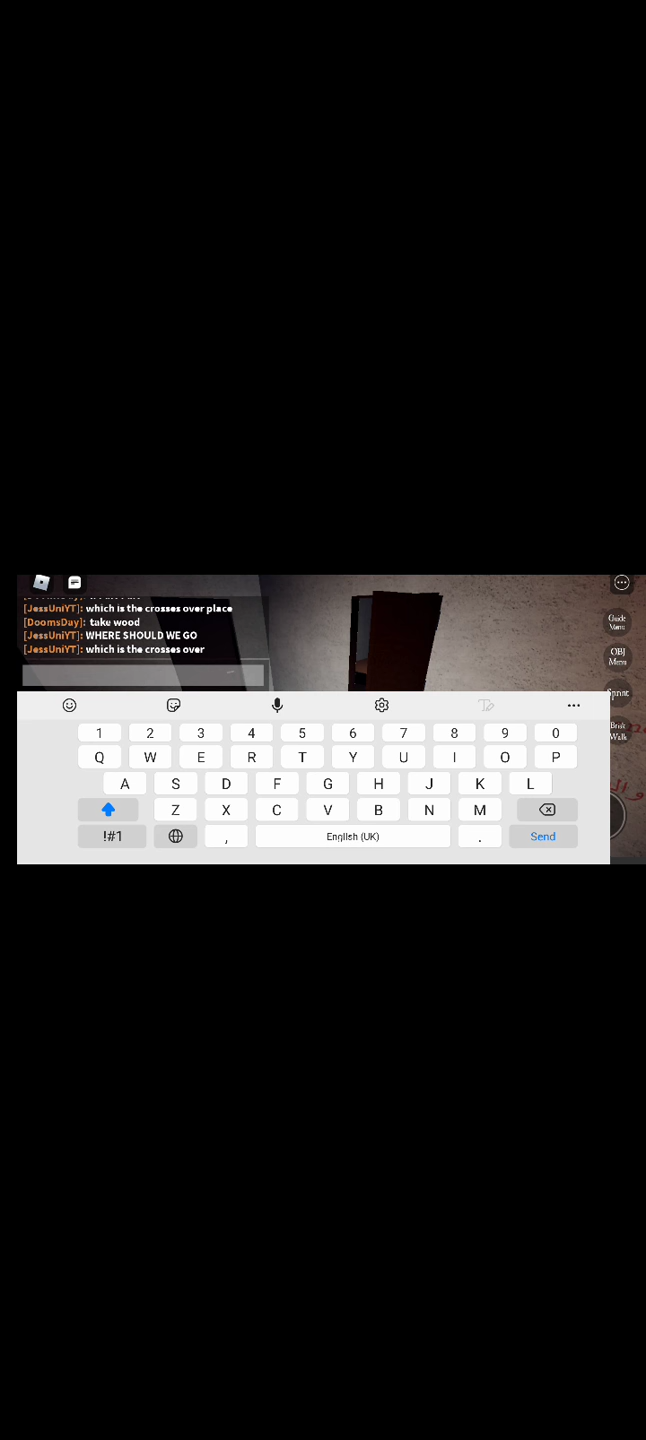 [JessUniYT]: which is the crosses over place
[DoomsDay]: take wood
[JessUniYT]: WHERE SHOULD WE GO
[JessUniYT]: which is the crosses over
Guide Menu
OBJ Menu
Sprint
Walk
1 2 3 4 5 6 7 8 9 0
Q W E R T Y U I O P
A S D F G H J K L
Z X C V B N M
!#1 , English (UK) . Send